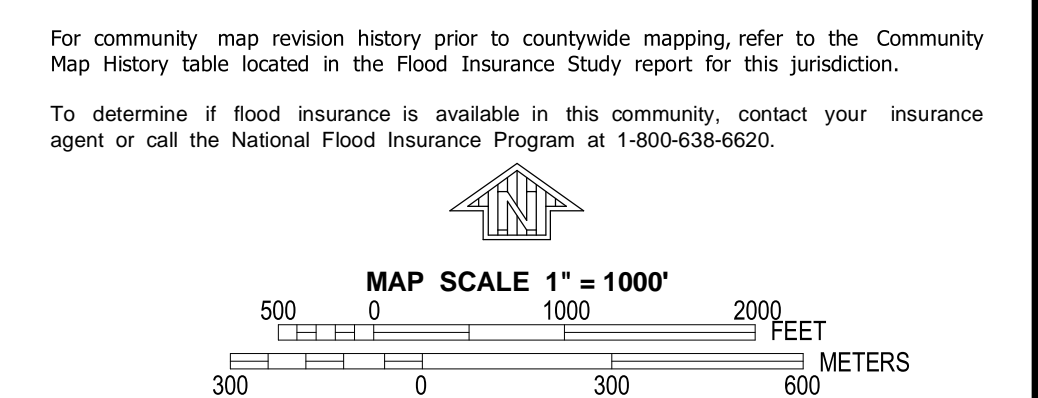 For community map revision history prior to countywide mapping, refer to the Community
Map History table located in the Flood Insurance Study report for this jurisdiction.
To determine if flood insurance is available in this community, contact your insurance
agent or call the National Flood Insurance Program at 1-800-638-6620.
N
MAP SCALE 1" = 1000'
500 0 1000 2000
FEET
METERS
300 0 300 600